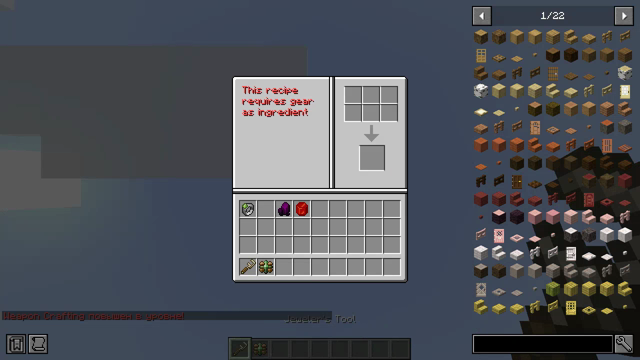 1/22
This recipe
requires gear
as ingredient
Jeweler's Tool